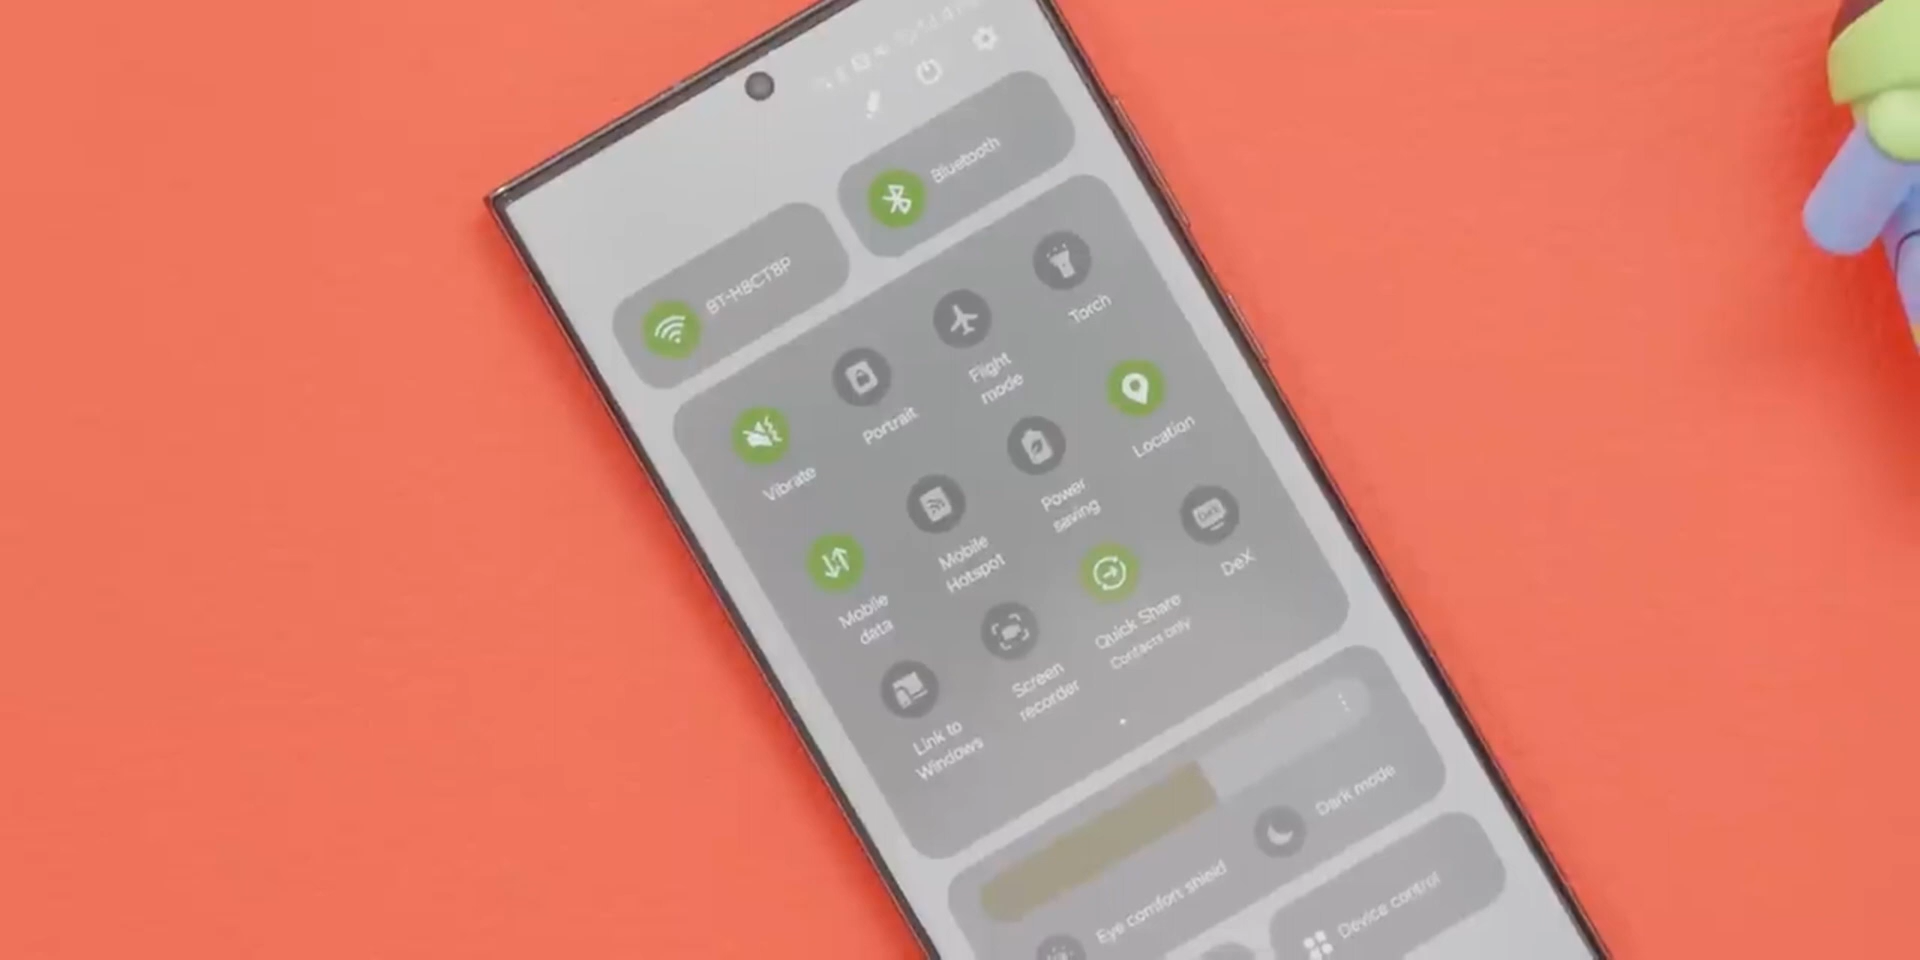 BT-H8CT8P
Bluetooth
Vibrate
Portrait
Flight
mode
Torch
Mobile
data
Mobile
Hotspot
Power
saving
Location
Link to
Windows
Screen
recorder
Quick Share
Contacts only
DeX
Eye comfort shield
Dark mode
Device control